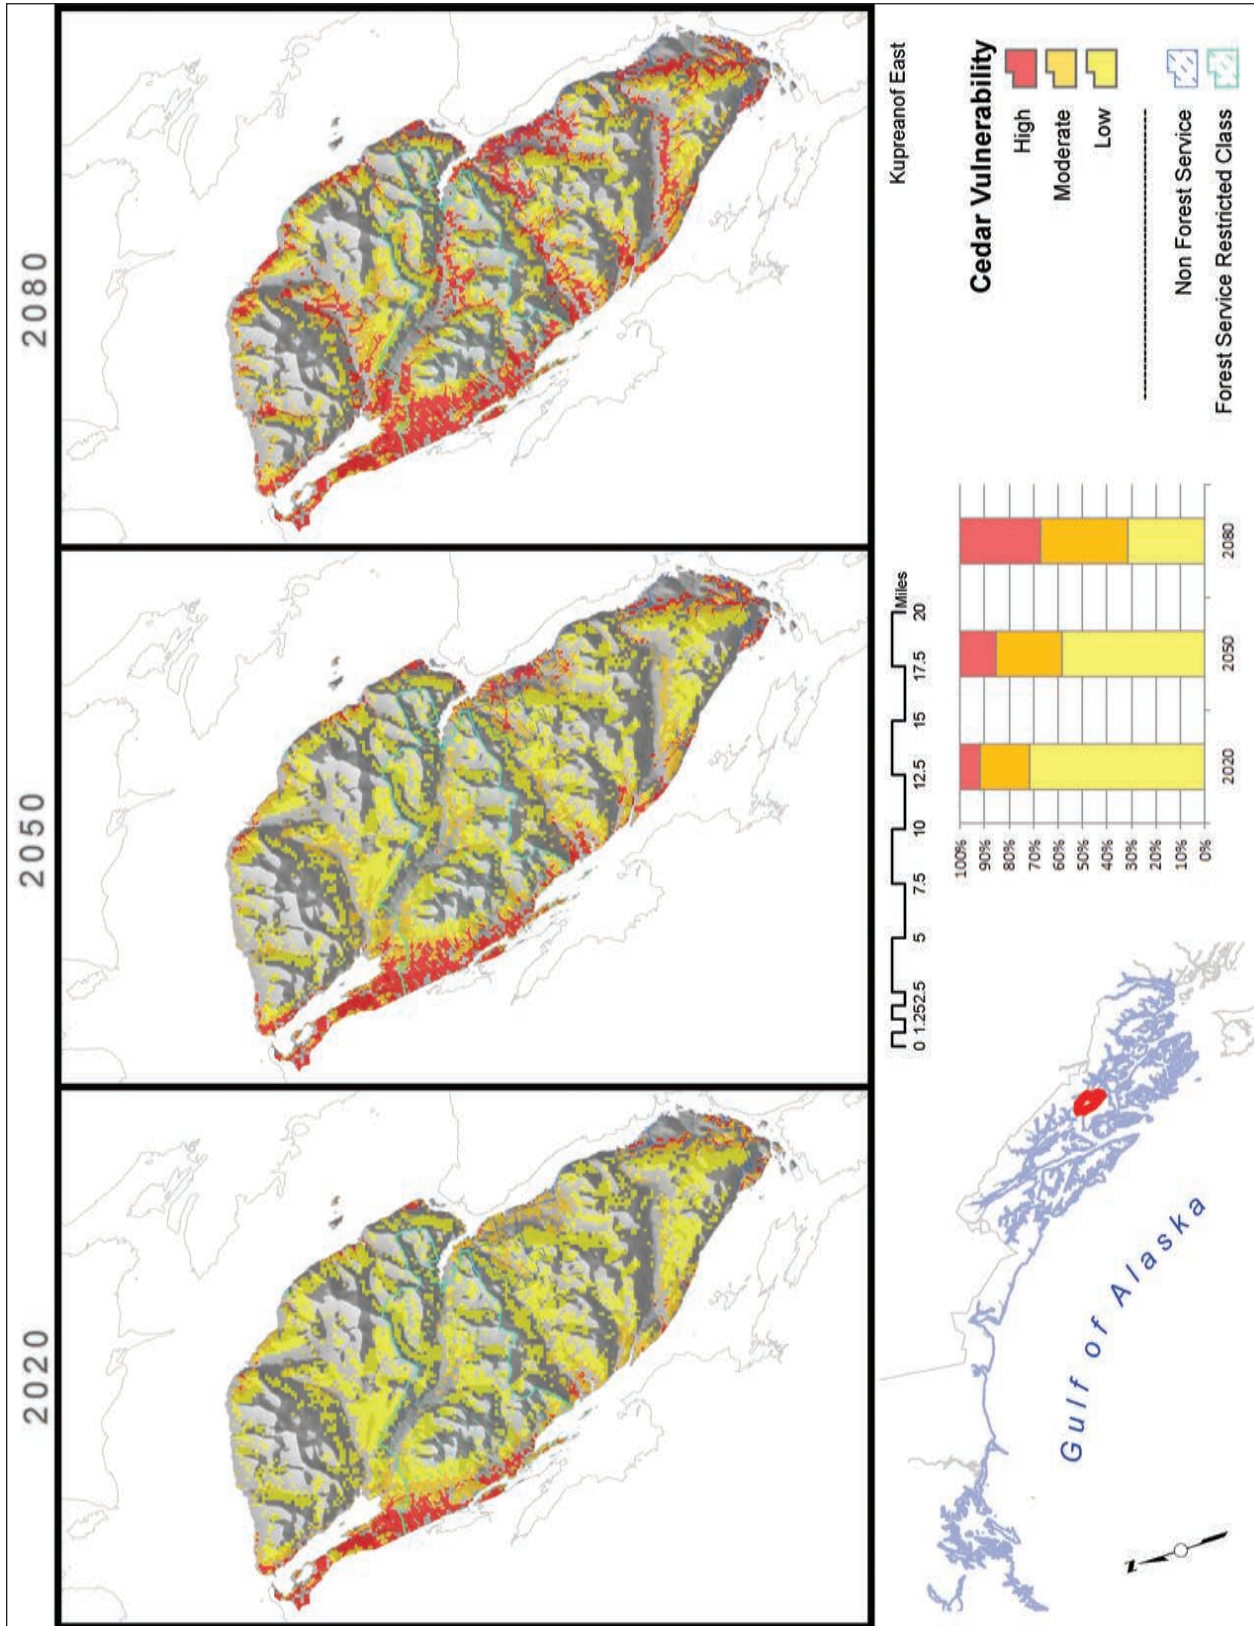 2020
2050
2080
Kupreanof East
0 1.25 2.5 5 7.5 10 12.5 15 17.5 20
Miles
Gulf of Alaska
N
100%
90%
80%
70%
60%
50%
40%
30%
20%
10%
0%
2020 2050 2080
Cedar Vulnerability
High
Moderate
Low
Non Forest Service
Forest Service Restricted Class